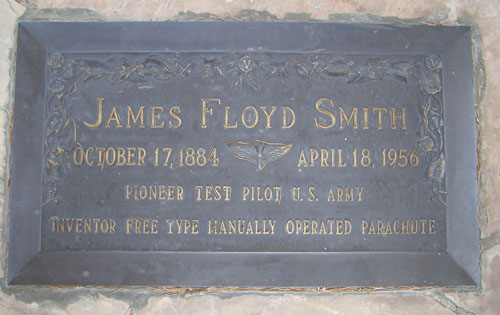 JAMES FLOYD SMITH
OCTOBER 17, 1884 APRIL 18, 1956
PIONEER TEST PILOT, U.S. ARMY
INVENTOR FREE TYPE MANUALLY OPERATED PARACHUTE